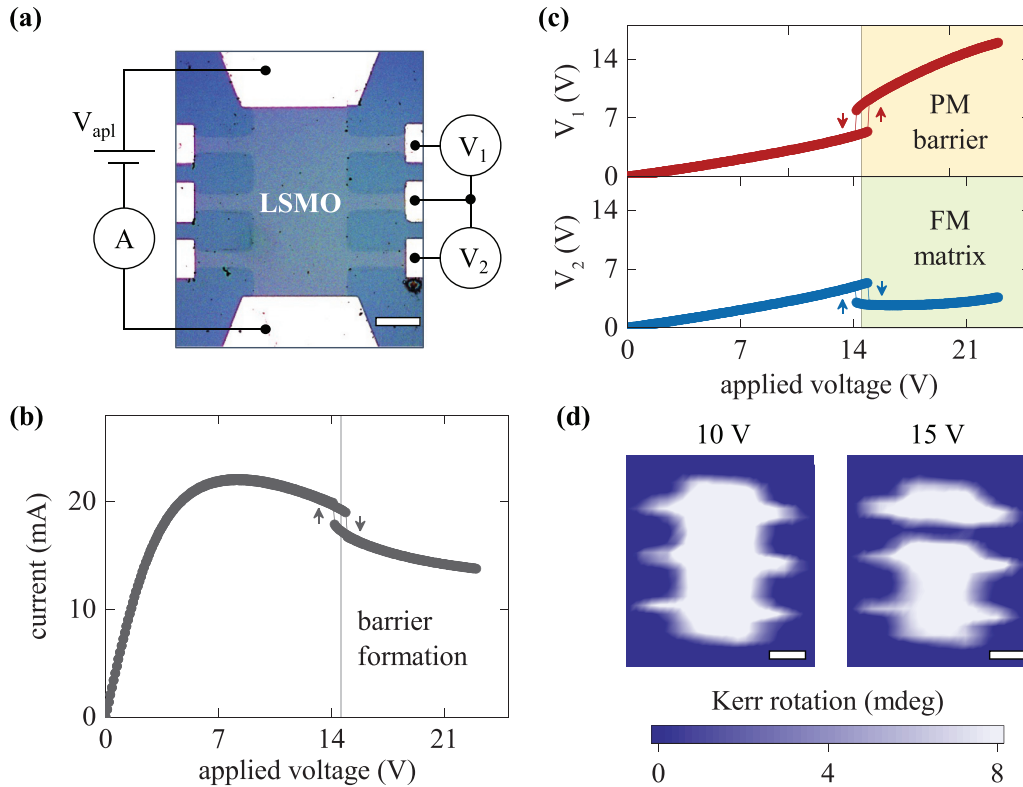 (a)
V_apl
A
LSMO
V_1
V_2
(b)
20
10
0
current (mA)
barrier
formation
0 7 14 21
applied voltage (V)
(c)
14
7
0
V_1 (V)
PM
barrier
14
7
0
V_2 (V)
FM
matrix
0 7 14 21
applied voltage (V)
(d)
10 V 15 V
Kerr rotation (mdeg)
0 4 8